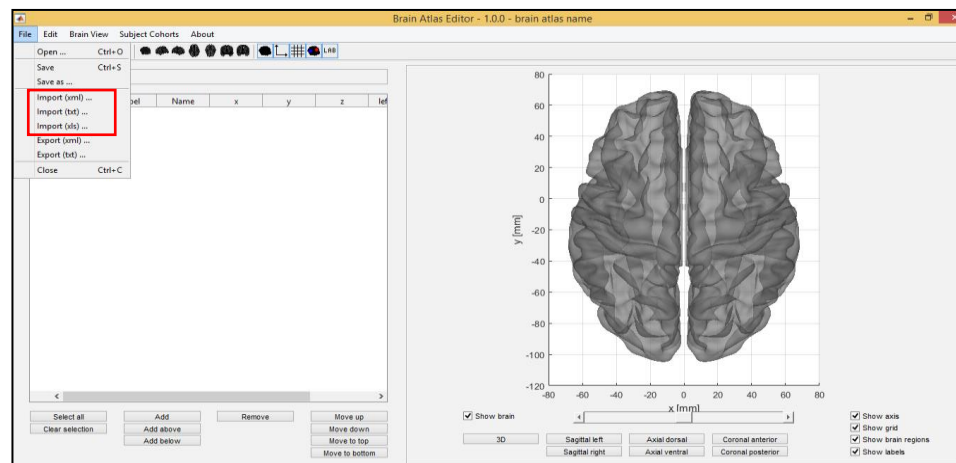 Brain Atlas Editor - 1.0.0 - brain atlas name
File Edit Brain View Subject Cohorts About
Open ... Ctrl+O
Save Ctrl+S
Save as ...
Import (xml) ...
Import (txt) ...
Import (xls) ...
Export (xml) ...
Export (txt) ...
Close Ctrl+C
LAB
Name x y z
80
60
40
20
0
-20
-40
-60
-80
-100
-120
y [mm]
-80 -60 -40 -20 0 20 40 60 80
x [mm]
Select all Add Remove Move up
Clear selection Add above Move down
Add below Move to top
Move to bottom
Show brain
3D Sagittal left Axial dorsal Coronal anterior
Sagittal right Axial ventral Coronal posterior
Show axis
Show grid
Show brain regions
Show labels